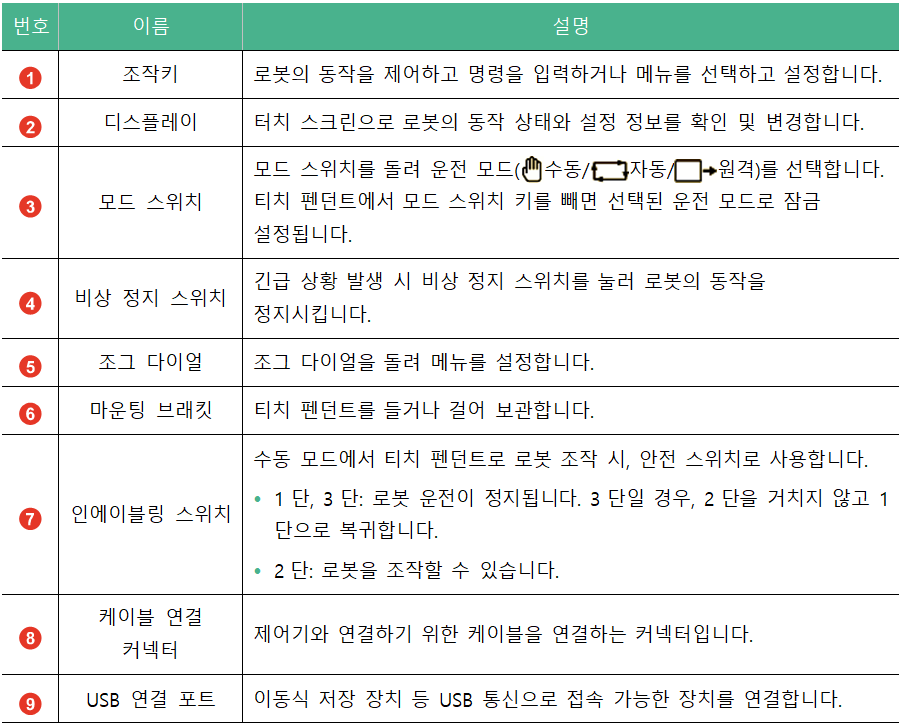 번호 이름 설명
1 조작키 로봇의 동작을 제어하고 명령을 입력하거나 메뉴를 선택하고 설정합니다.
2 디스플레이 터치 스크린으로 로봇의 동작 상태와 설정 정보를 확인 및 변경합니다.
3 모드 스위치 모드 스위치를 돌려 운전 모드(수동/자동/원격)를 선택합니다.
티치 펜던트에서 모드 스위치 키를 빼면 선택된 운전 모드로 잠금
설정됩니다.
4 비상 정지 스위치 긴급 상황 발생 시 비상 정지 스위치를 눌러 로봇의 동작을
정지시킵니다.
5 조그 다이얼 조그 다이얼을 돌려 메뉴를 설정합니다.
6 마운팅 브래킷 티치 펜던트를 들거나 걸어 보관합니다.
7 인에이블링 스위치 수동 모드에서 티치 펜던트로 로봇 조작 시, 안전 스위치로 사용합니다.
• 1 단, 3 단: 로봇 운전이 정지됩니다. 3 단일 경우, 2 단을 거치지 않고 1
단으로 복귀합니다.
• 2 단: 로봇을 조작할 수 있습니다.
8 케이블 연결
커넥터 제어기와 연결하기 위한 케이블을 연결하는 커넥터입니다.
9 USB 연결 포트 이동식 저장 장치 등 USB 통신으로 접속 가능한 장치를 연결합니다.